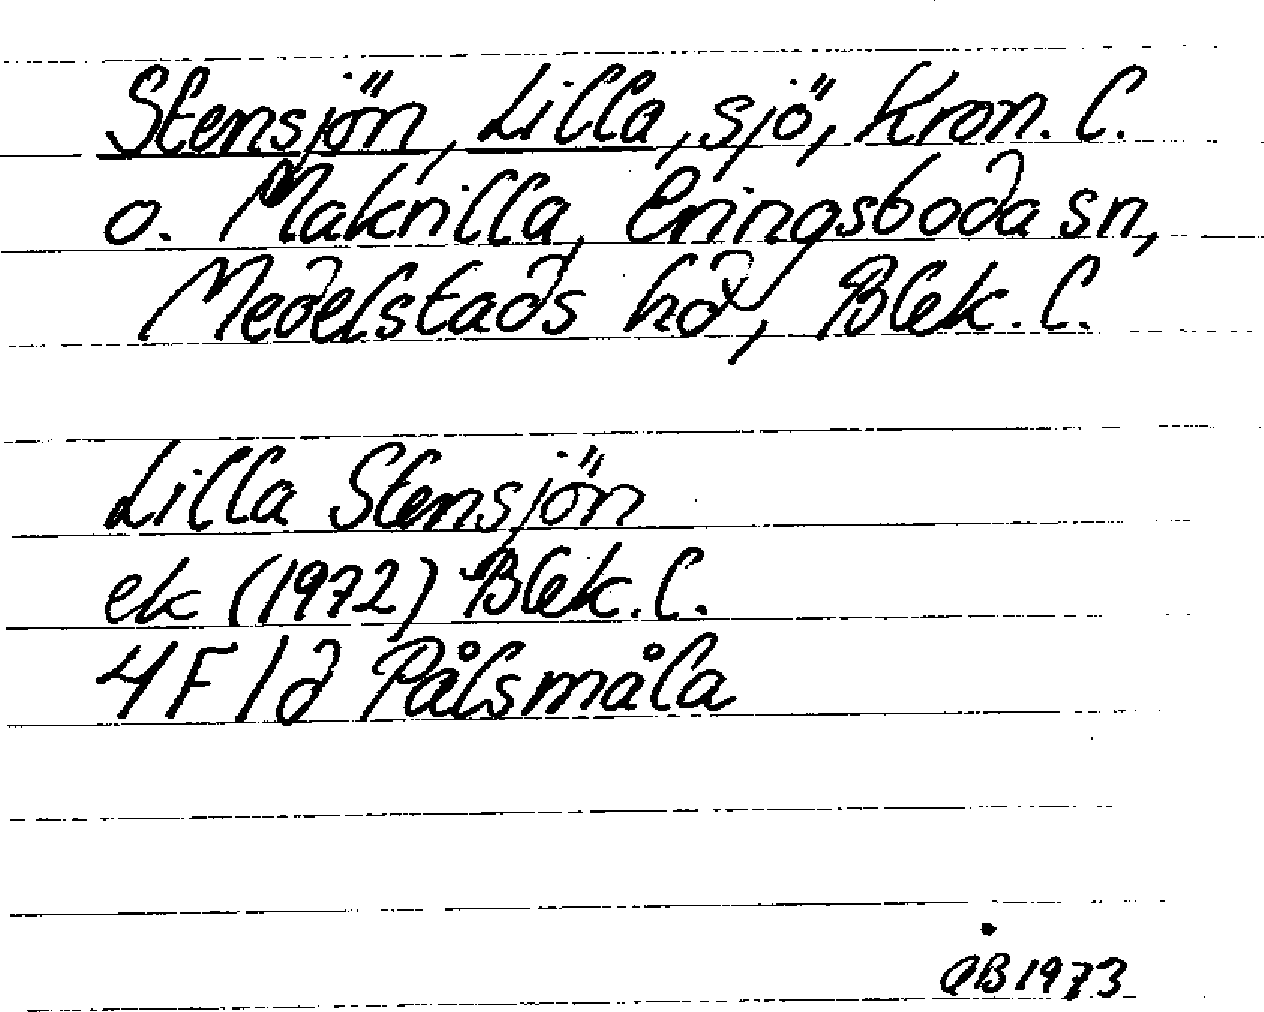 Stensjön, Lilla, sjö, Kron. l.
o. Makrilla, Eringsboda sn,
Medelstads hd, Blek. l.
Lilla Stensjön
ek (1972) Blek. l.
4F 1d Pålsmåla
1973